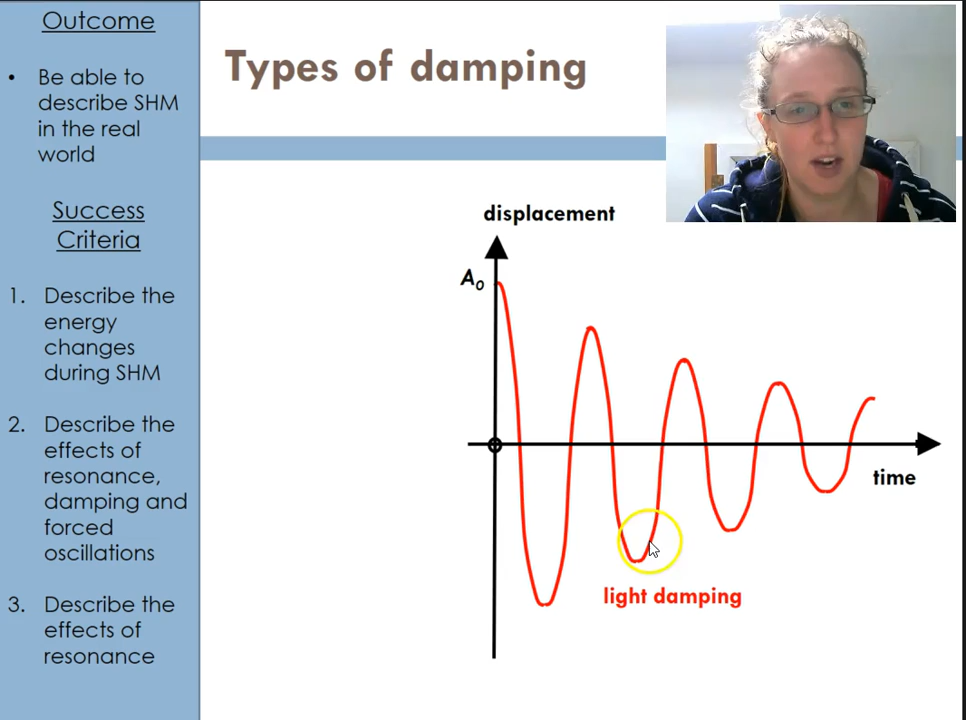 Outcome
• Be able to
describe SHM
in the real
world
Success
Criteria
1. Describe the
energy
changes
during SHM
2. Describe the
effects of
resonance,
damping and
forced
oscillations
3. Describe the
effects of
resonance
Types of damping
displacement
A₀
time
light damping